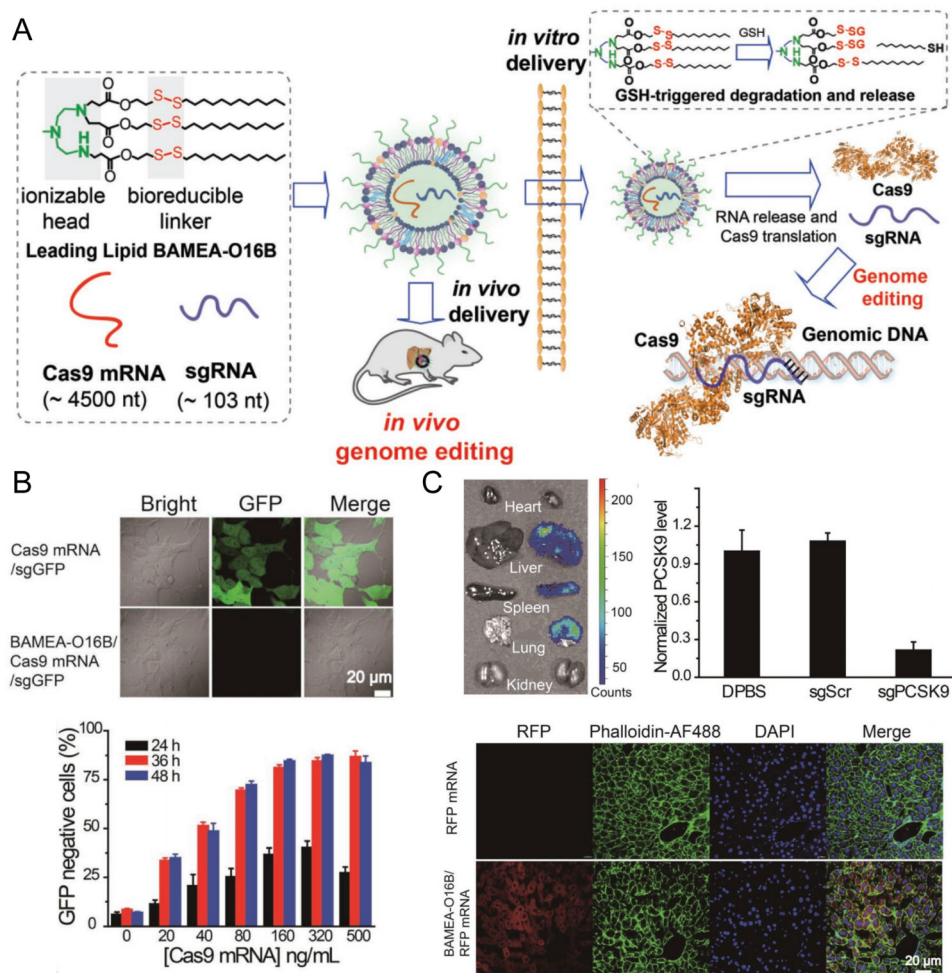 A
ionizable
head
bioreducible
linker
Leading Lipid BAMEA-O16B
Cas9 mRNA
(~ 4500 nt)
sgRNA
(~ 103 nt)
in vivo
delivery
in vivo
genome editing
in vitro
delivery
GSH
GSH-triggered degradation and release
RNA release and
Cas9 translation
Cas9
sgRNA
Genome
editing
Cas9
Genomic DNA
sgRNA
N
N
H
N
O
O
O
O
O
O
S-S
S-S
S-S
S-SG
S-SG
S-S
SH
B
Bright
GFP
Merge
Cas9 mRNA
/sgGFP
BAMEA-O16B/
Cas9 mRNA
/sgGFP
20 µm
GFP negative cells (%)
100
75
50
25
0
24 h
36 h
48 h
0 20 40 80 160 320 500
[Cas9 mRNA] ng/mL
C
Heart
Liver
Spleen
Lung
Kidney
200
150
100
50
Counts
Normalized PCSK9 level
1.2
0.9
0.6
0.3
0.0
DPBS
sgScr
sgPCSK9
RFP
Phalloidin-AF488
DAPI
Merge
RFP mRNA
BAMEA-O16B/
RFP mRNA
20 µm